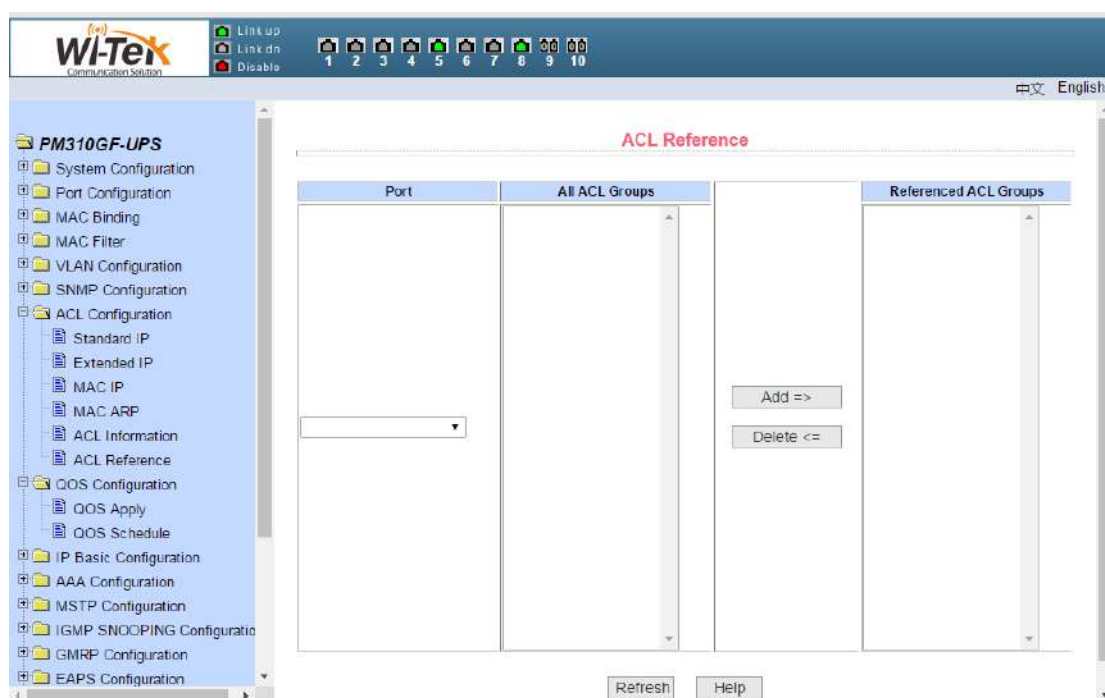 Wi-Tek
Communication Solution
Link up
Link dn
Disable
1 2 3 4 5 6 7 8 9 10
中文 English
PM310GF-UPS
System Configuration
Port Configuration
MAC Binding
MAC Filter
VLAN Configuration
SNMP Configuration
ACL Configuration
Standard IP
Extended IP
MAC IP
MAC ARP
ACL Information
ACL Reference
QOS Configuration
QOS Apply
QOS Schedule
IP Basic Configuration
AAA Configuration
MSTP Configuration
IGMP SNOOPING Configuratio
GMRP Configuration
EAPS Configuration
ACL Reference
Port All ACL Groups Referenced ACL Groups
Add =>
Delete <=
Refresh Help